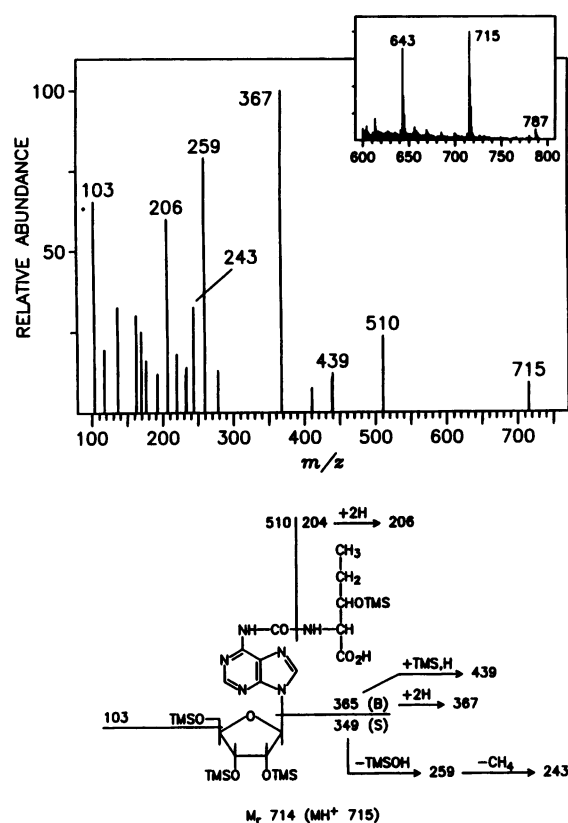 643
715
787
600 650 700 750 800
RELATIVE ABUNDANCE
100
50
103
206
259
243
367
439
510
715
100 200 300 400 500 600 700
m/z
510 204 +2H 206
CH3
CH2
CHOTMS
NH—CO—NH—CH
CO2H
N N
N N
+TMS,H 439
365 (B) +2H 367
349 (S)
103 TMSO O
TMSO OTMS
−TMSOH 259 −CH4 243
Mr 714 (MH+ 715)